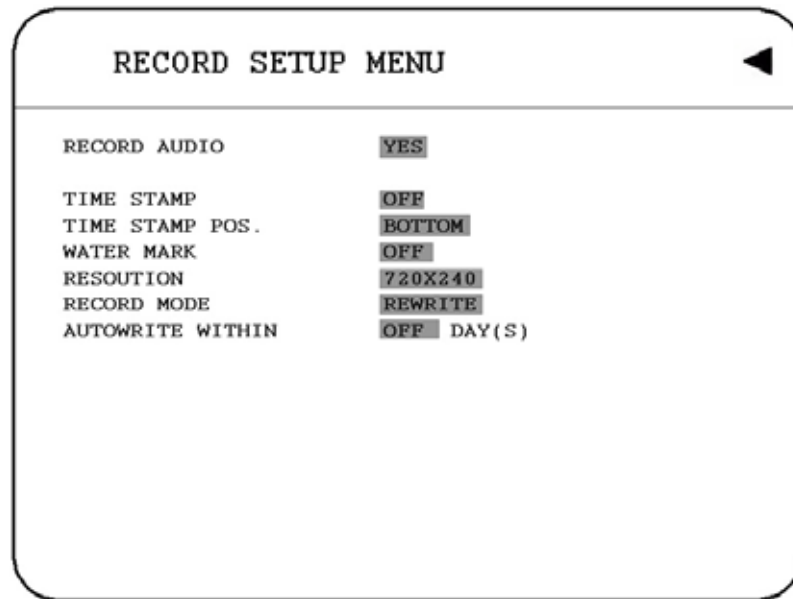 RECORD SETUP MENU
RECORD AUDIO YES
TIME STAMP OFF
TIME STAMP POS. BOTTOM
WATER MARK OFF
RESOUTION 720X240
RECORD MODE REWRITE
AUTOWRITE WITHIN OFF DAY(S)